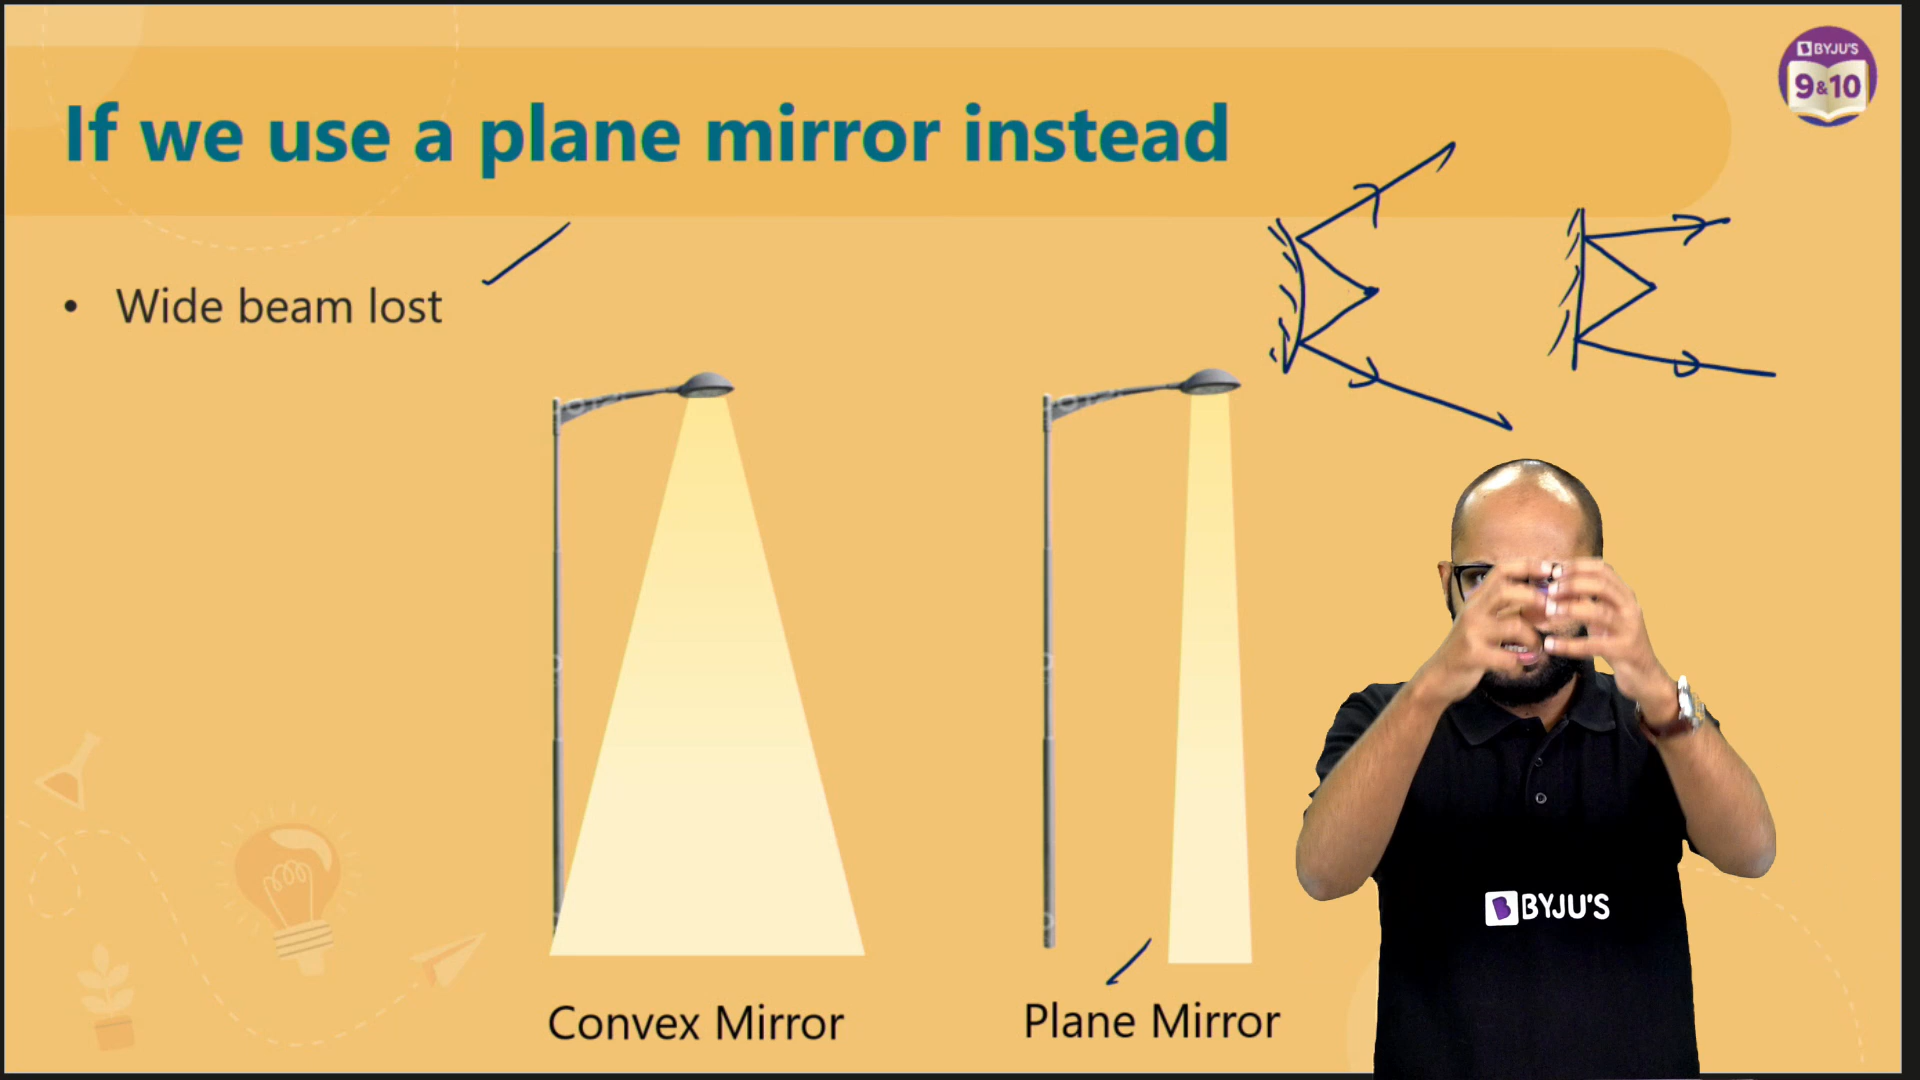 If we use a plane mirror instead
BYJU'S
9&10
• Wide beam lost
Convex Mirror
Plane Mirror
BYJU'S